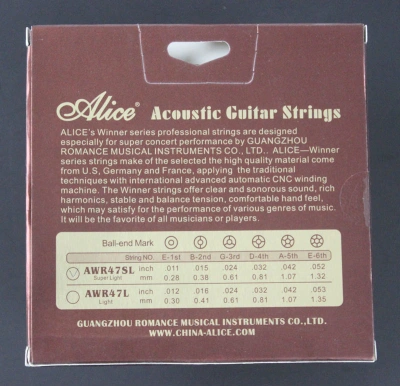 Alice® Acoustic Guitar Strings
ALICE's Winner series professional strings are designed
especially for super concert performance by GUANGZHOU
ROMANCE MUSICAL INSTRUMENTS CO., LTD.. ALICE—Winner
series strings make of the selected the high quality material come
from U.S, Germany and France, applying the traditional
techniques with international advanced automatic CNC winding
machine. The Winner strings offer clear and sonorous sound, rich
harmonics, stable and balance tension, comfortable hand feel,
which may satisfy for the performance of various genres of music.
It will be the favorite of all musicians or players.
Ball-end Mark
String NO. E-1st B-2nd G-3rd D-4th A-5th E-6th
AWR47SL inch .011 .015 .024 .032 .042 .052
Super Light mm 0.28 0.38 0.61 0.81 1.07 1.32
AWR47L inch .012 .016 .024 .032 .042 .053
Light mm 0.30 0.41 0.61 0.81 1.07 1.35
GUANGZHOU ROMANCE MUSICAL INSTRUMENTS CO.,LTD.
WWW.CHINA-ALICE.COM